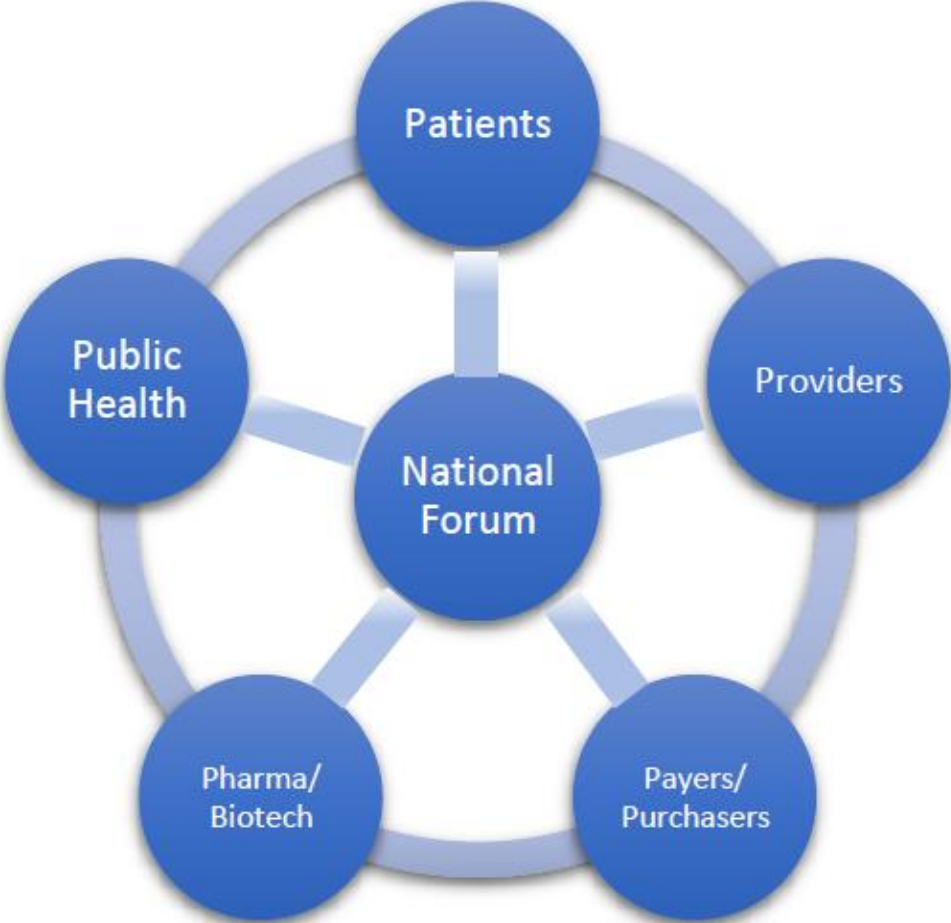 Patients
Public
Health
Providers
National
Forum
Pharma/
Biotech
Payers/
Purchasers